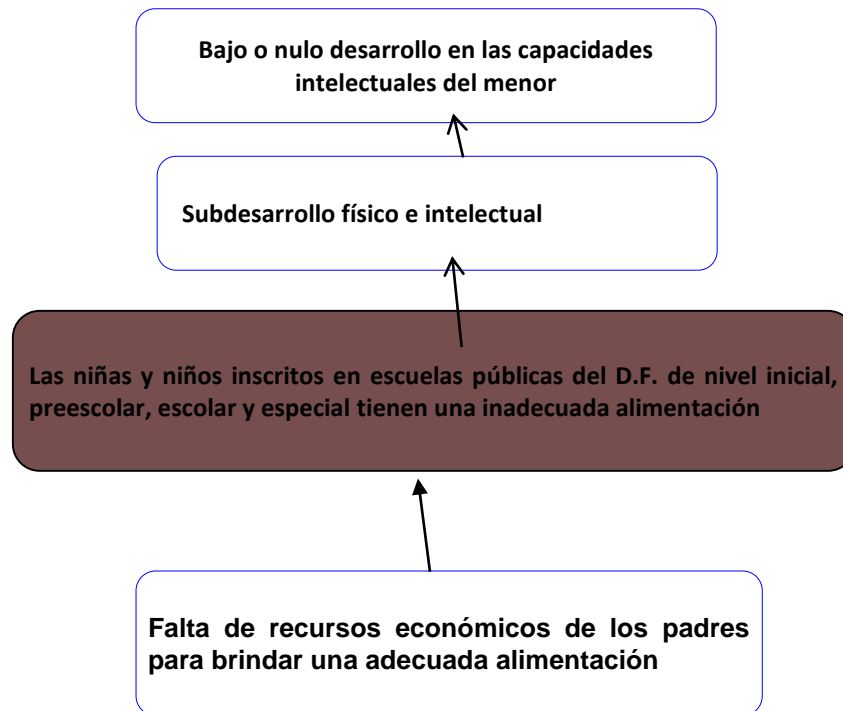 Bajo o nulo desarrollo en las capacidades
intelectuales del menor
Subdesarrollo físico e intelectual
Las niñas y niños inscritos en escuelas públicas del D.F. de nivel inicial,
preescolar, escolar y especial tienen una inadecuada alimentación
Falta de recursos económicos de los padres
para brindar una adecuada alimentación